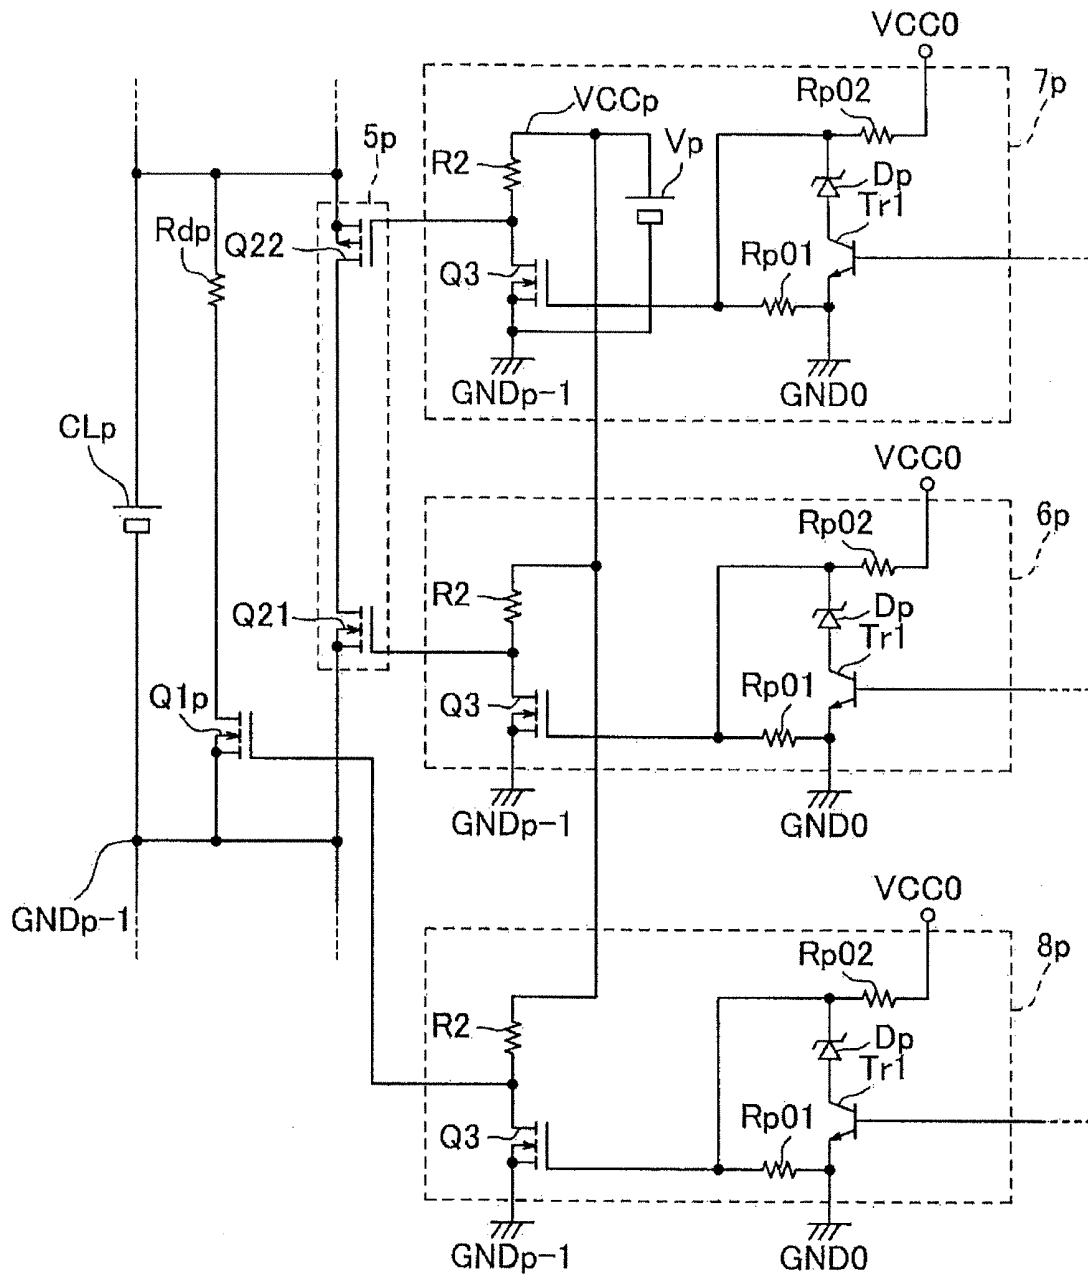 VCC0
7p
Rp02
VCCp
Vp
5p
R2
Dp
Tr1
Rdp
Q22
Q3
Rp01
GNDp-1
GND0
CLp
VCC0
6p
Rp02
R2
Dp
Tr1
Q21
Q3
Rp01
Q1p
GNDp-1
GND0
VCC0
GNDp-1
8p
Rp02
R2
Dp
Tr1
Q3
Rp01
GNDp-1
GND0